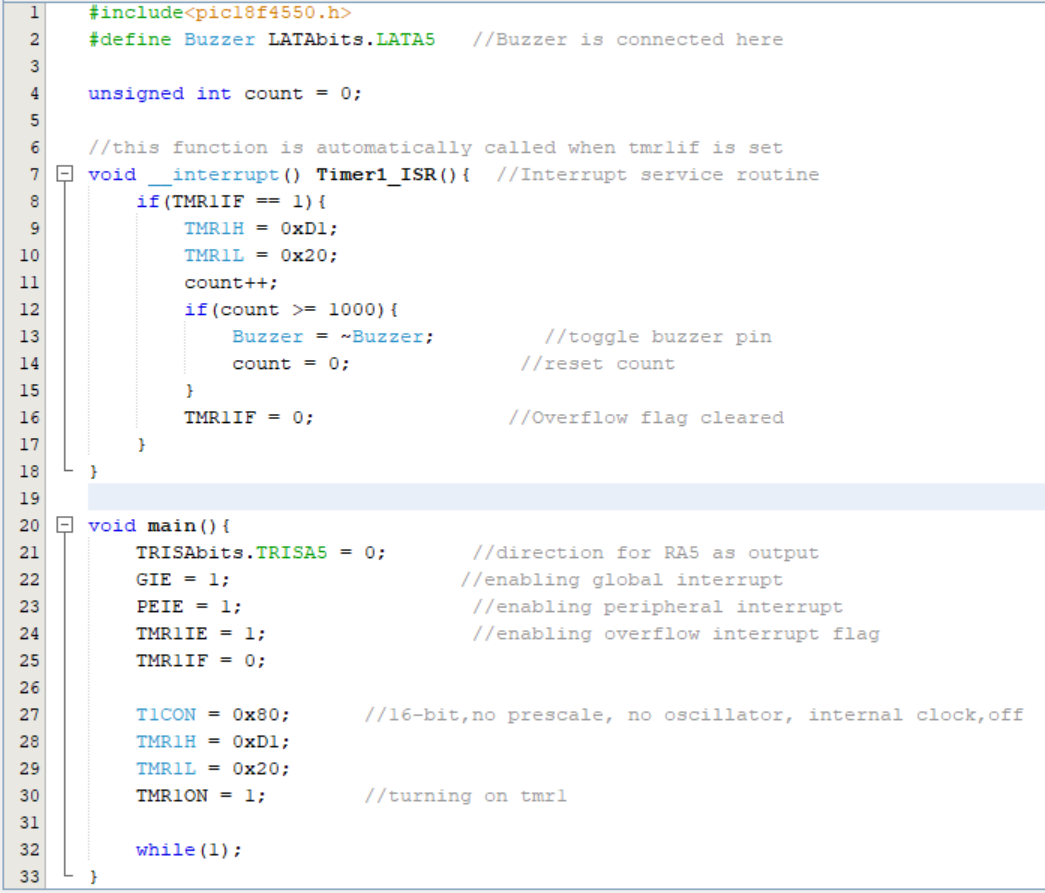 1 #include<pic18f4550.h>
2 #define Buzzer LATAbits.LATA5 //Buzzer is connected here
3
4 unsigned int count = 0;
5
6 //this function is automatically called when tmr1if is set
7 void __interrupt() Timer1_ISR(){ //Interrupt service routine
8 if(TMR1IF == 1){
9 TMR1H = 0xD1;
10 TMR1L = 0x20;
11 count++;
12 if(count >= 1000){
13 Buzzer = ~Buzzer; //toggle buzzer pin
14 count = 0; //reset count
15 }
16 TMR1IF = 0; //Overflow flag cleared
17 }
18 }
19
20 void main(){
21 TRISAbits.TRISA5 = 0; //direction for RA5 as output
22 GIE = 1; //enabling global interrupt
23 PEIE = 1; //enabling peripheral interrupt
24 TMR1IE = 1; //enabling overflow interrupt flag
25 TMR1IF = 0;
26
27 T1CON = 0x80; //16-bit,no prescale, no oscillator, internal clock,off
28 TMR1H = 0xD1;
29 TMR1L = 0x20;
30 TMR1ON = 1; //turning on tmr1
31
32 while(1);
33 }